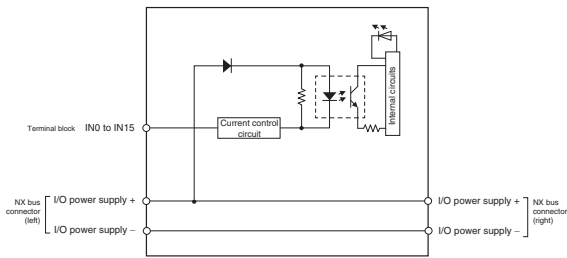 Internal circuits
Terminal block IN0 to IN15
Current control
circuit
NX bus
connector
(left)
I/O power supply +
I/O power supply −
I/O power supply +
I/O power supply −
NX bus
connector
(right)